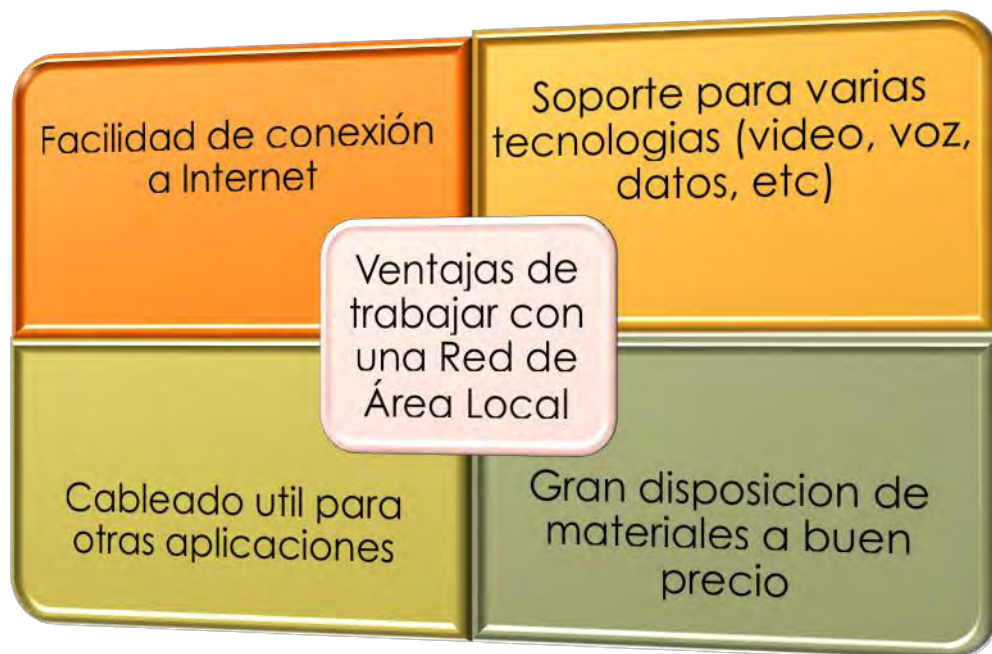 Facilidad de conexión
a Internet
Soporte para varias
tecnologias (video, voz,
datos, etc)
Ventajas de
trabajar con
una Red de
Área Local
Cableado util para
otras aplicaciones
Gran disposicion de
materiales a buen
precio